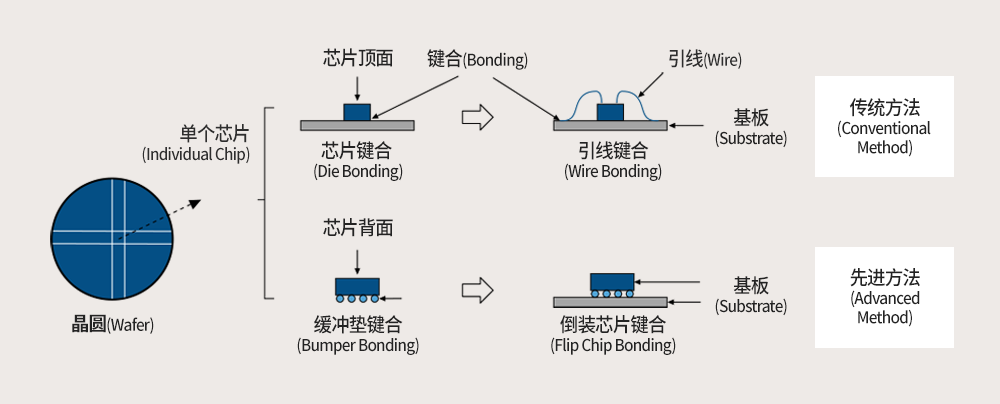 芯片顶面
键合(Bonding)
引线(Wire)
单个芯片
(Individual Chip)
基板
(Substrate)
传统方法
(Conventional
Method)
芯片键合
(Die Bonding)
引线键合
(Wire Bonding)
晶圆(Wafer)
芯片背面
基板
(Substrate)
先进方法
(Advanced
Method)
缓冲垫键合
(Bumper Bonding)
倒装芯片键合
(Flip Chip Bonding)